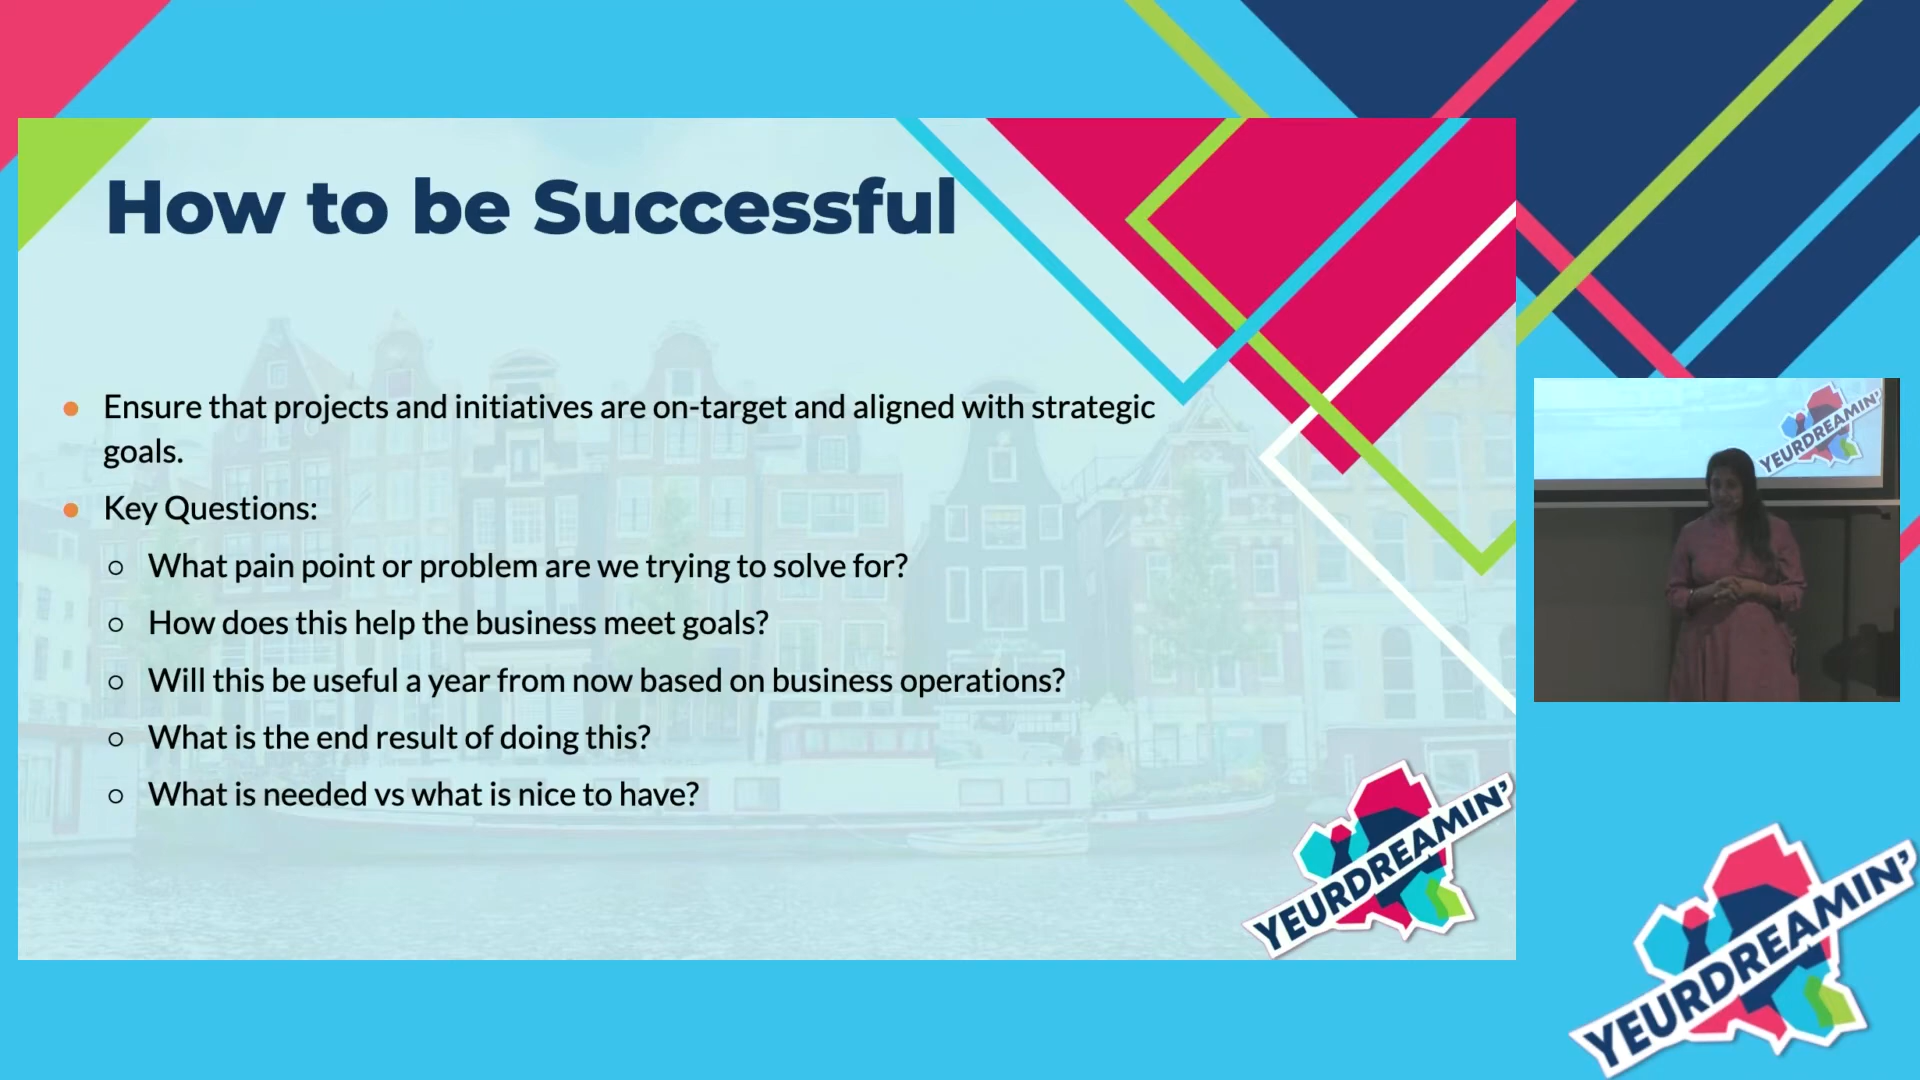 How to be Successful
Ensure that projects and initiatives are on-target and aligned with strategic
goals.
Key Questions:
What pain point or problem are we trying to solve for?
How does this help the business meet goals?
Will this be useful a year from now based on business operations?
What is the end result of doing this?
What is needed vs what is nice to have?
YEURDREAMIN'
YEURDREAMIN'
YEURDREAMIN'